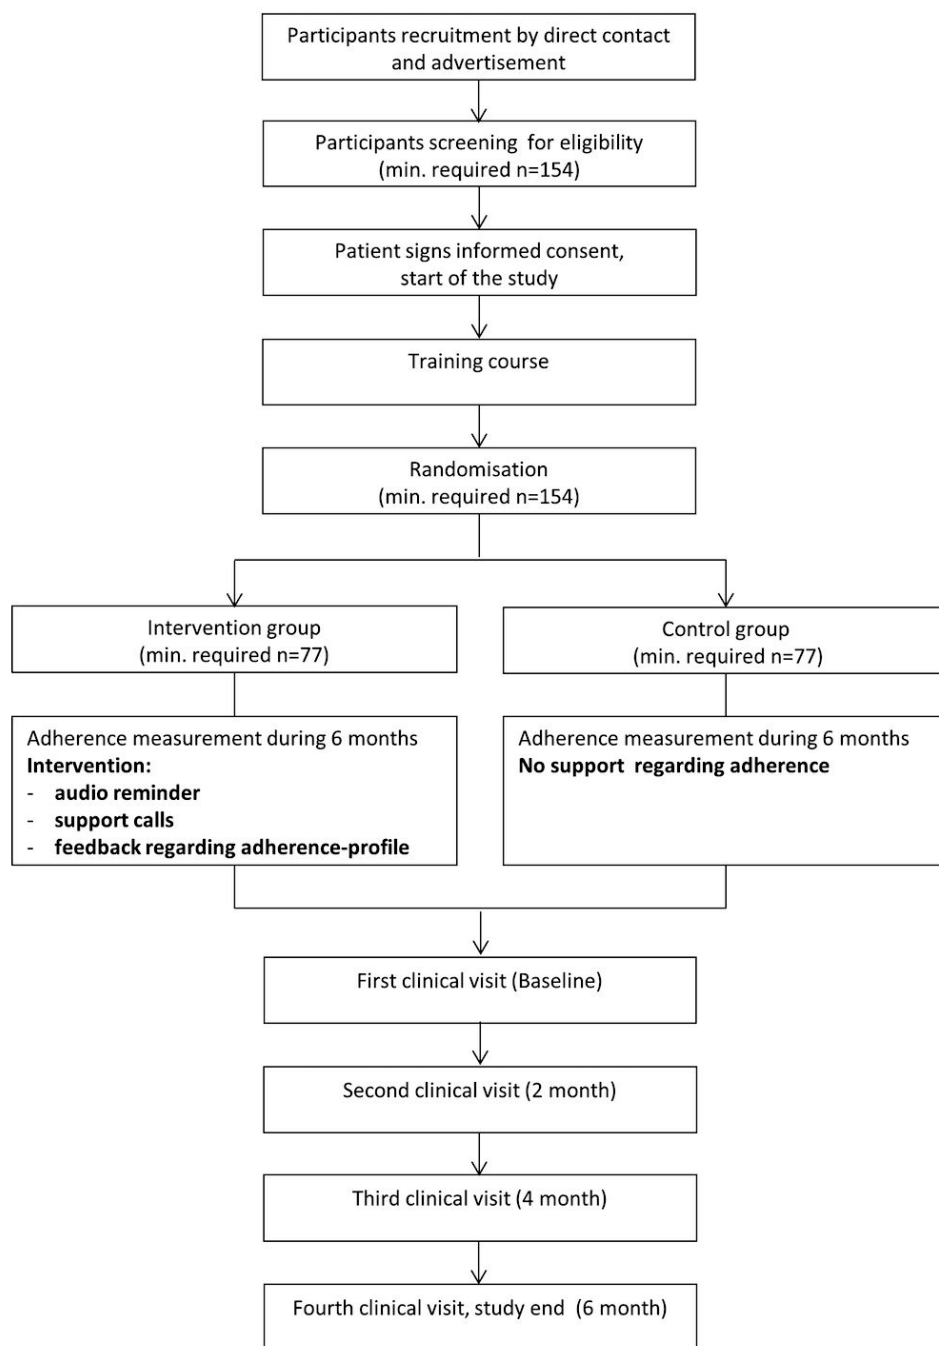 Participants recruitment by direct contact
and advertisement
Participants screening for eligibility
(min. required n=154)
Patient signs informed consent,
start of the study
Training course
Randomisation
(min. required n=154)
Intervention group
(min. required n=77)
Control group
(min. required n=77)
Adherence measurement during 6 months
Intervention:
- audio reminder
- support calls
- feedback regarding adherence-profile
Adherence measurement during 6 months
No support regarding adherence
First clinical visit (Baseline)
Second clinical visit (2 month)
Third clinical visit (4 month)
Fourth clinical visit, study end (6 month)